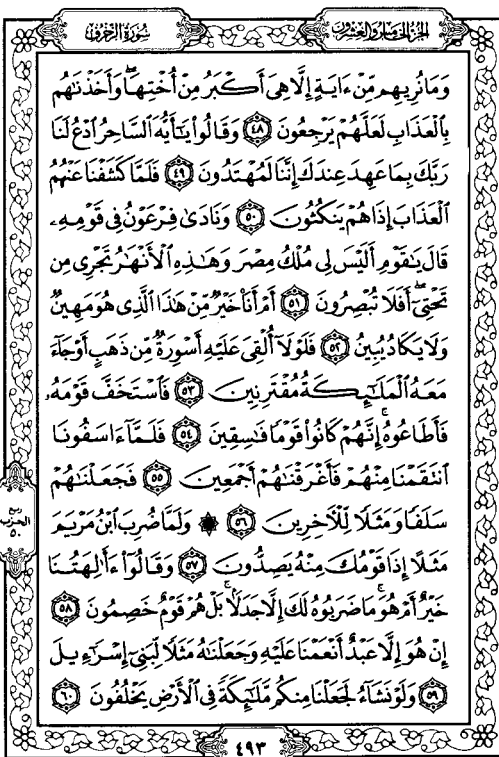 سُورَةُ الزُّخْرُفِ
الجُزْءُ الخَامِسُ وَالعِشْرُونَ
وَمَا نُرِيهِم مِّنْ ءَايَةٍ إِلَّا هِىَ أَكْبَرُ مِنْ أُخْتِهَا ۖ وَأَخَذْنَٰهُم
بِٱلْعَذَابِ لَعَلَّهُمْ يَرْجِعُونَ ٤٨ وَقَالُوا۟ يَٰٓأَيُّهَ ٱلسَّاحِرُ ٱدْعُ لَنَا
رَبَّكَ بِمَا عَهِدَ عِندَكَ إِنَّنَا لَمُهْتَدُونَ ٤٩ فَلَمَّا كَشَفْنَا عَنْهُمُ
ٱلْعَذَابَ إِذَا هُمْ يَنكُثُونَ ٥٠ وَنَادَىٰ فِرْعَوْنُ فِى قَوْمِهِۦ
قَالَ يَٰقَوْمِ أَلَيْسَ لِى مُلْكُ مِصْرَ وَهَٰذِهِ ٱلْأَنْهَٰرُ تَجْرِى مِن
تَحْتِىٓ ۖ أَفَلَا تُبْصِرُونَ ٥١ أَمْ أَنَا۠ خَيْرٌ مِّنْ هَٰذَا ٱلَّذِى هُوَ مَهِينٌ
وَلَا يَكَادُ يُبِينُ ٥٢ فَلَوْلَآ أُلْقِىَ عَلَيْهِ أَسْوِرَةٌ مِّن ذَهَبٍ أَوْ جَآءَ
مَعَهُ ٱلْمَلَٰٓئِكَةُ مُقْتَرِنِينَ ٥٣ فَٱسْتَخَفَّ قَوْمَهُۥ
فَأَطَاعُوهُ ۚ إِنَّهُمْ كَانُوا۟ قَوْمًا فَٰسِقِينَ ٥٤ فَلَمَّآ ءَاسَفُونَا
ٱنتَقَمْنَا مِنْهُمْ فَأَغْرَقْنَٰهُمْ أَجْمَعِينَ ٥٥ فَجَعَلْنَٰهُمْ
سَلَفًا وَمَثَلًا لِّلْءَاخِرِينَ ٥٦ ۞ وَلَمَّا ضُرِبَ ٱبْنُ مَرْيَمَ
مَثَلًا إِذَا قَوْمُكَ مِنْهُ يَصِدُّونَ ٥٧ وَقَالُوٓا۟ ءَأَٰلِهَتُنَا
خَيْرٌ أَمْ هُوَ ۚ مَا ضَرَبُوهُ لَكَ إِلَّا جَدَلًۢا ۚ بَلْ هُمْ قَوْمٌ خَصِمُونَ ٥٨
إِنْ هُوَ إِلَّا عَبْدٌ أَنْعَمْنَا عَلَيْهِ وَجَعَلْنَٰهُ مَثَلًا لِّبَنِىٓ إِسْرَٰٓءِيلَ
٥٩ وَلَوْ نَشَآءُ لَجَعَلْنَا مِنكُم مَّلَٰٓئِكَةً فِى ٱلْأَرْضِ يَخْلُفُونَ ٦٠
ربع
الحزب
٥٠
٤٩٣